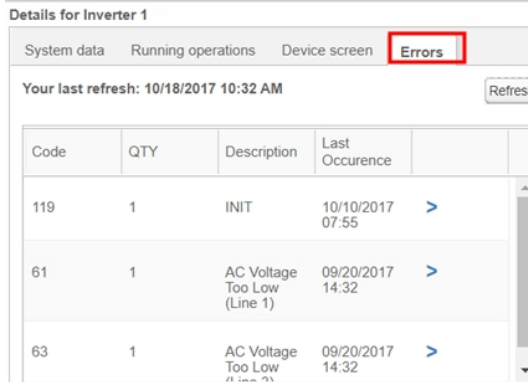 Details for Inverter 1
System data Running operations Device screen Errors
Your last refresh: 10/18/2017 10:32 AM
Code QTY Description Last
Occurence
119 1 INIT 10/10/2017
07:55
>
61 1 AC Voltage
Too Low
(Line 1)
09/20/2017
14:32
>
63 1 AC Voltage
Too Low
09/20/2017
14:32
>